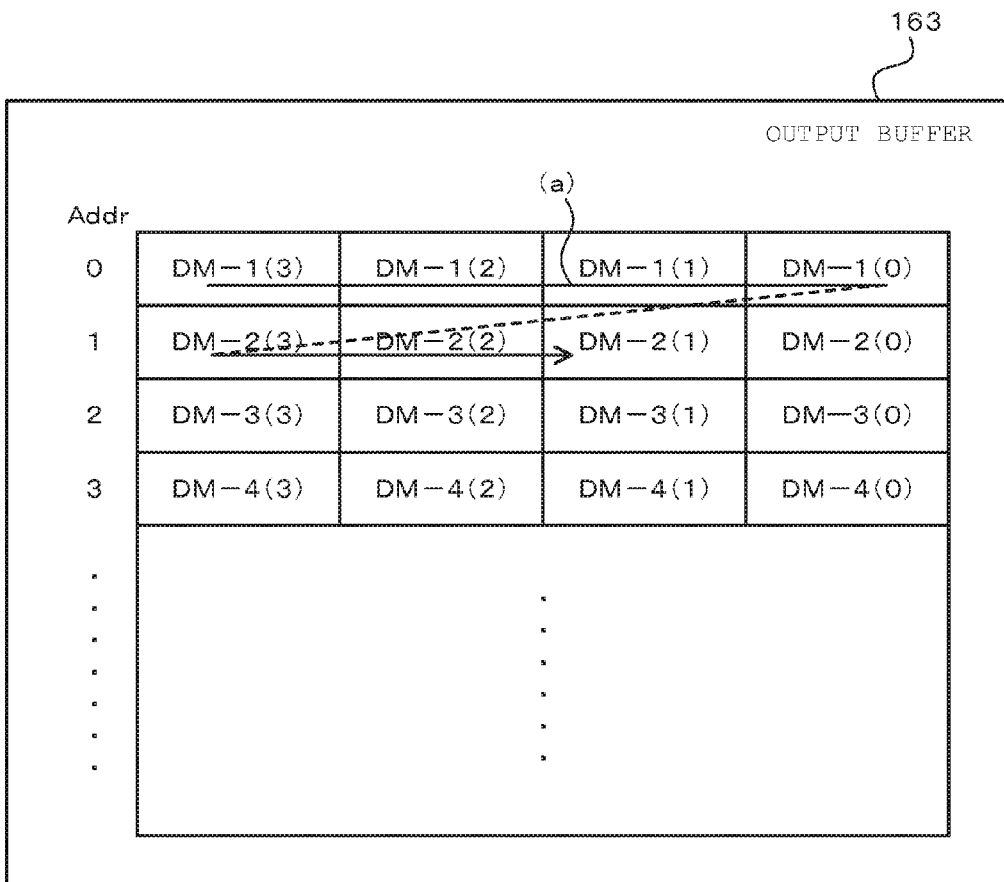 163
OUTPUT BUFFER
(a)
Addr
0 DM-1(3) DM-1(2) DM-1(1) DM-1(0)
1 DM-2(3) DM-2(2) DM-2(1) DM-2(0)
2 DM-3(3) DM-3(2) DM-3(1) DM-3(0)
3 DM-4(3) DM-4(2) DM-4(1) DM-4(0)